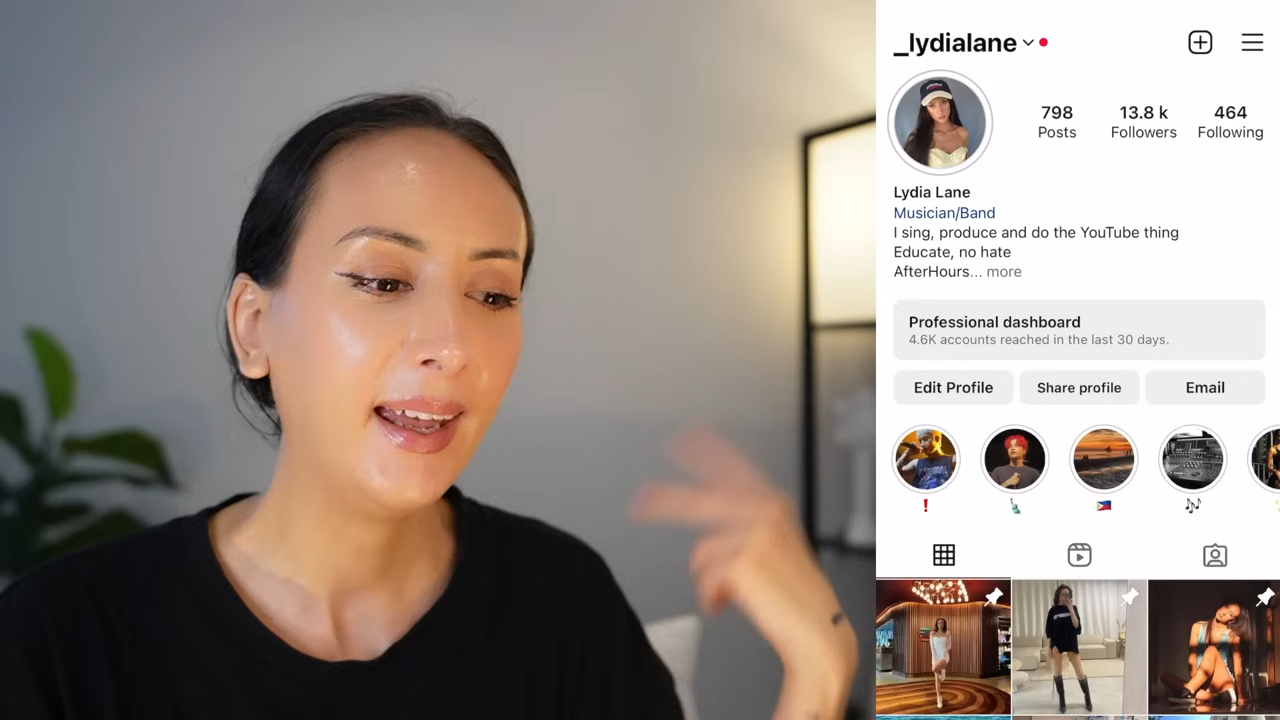 _lydialane
798 13.8 k 464
Posts Followers Following
Lydia Lane
Musician/Band
I sing, produce and do the YouTube thing
Educate, no hate
AfterHours... more
Professional dashboard
4.6K accounts reached in the last 30 days.
Edit Profile Share profile Email